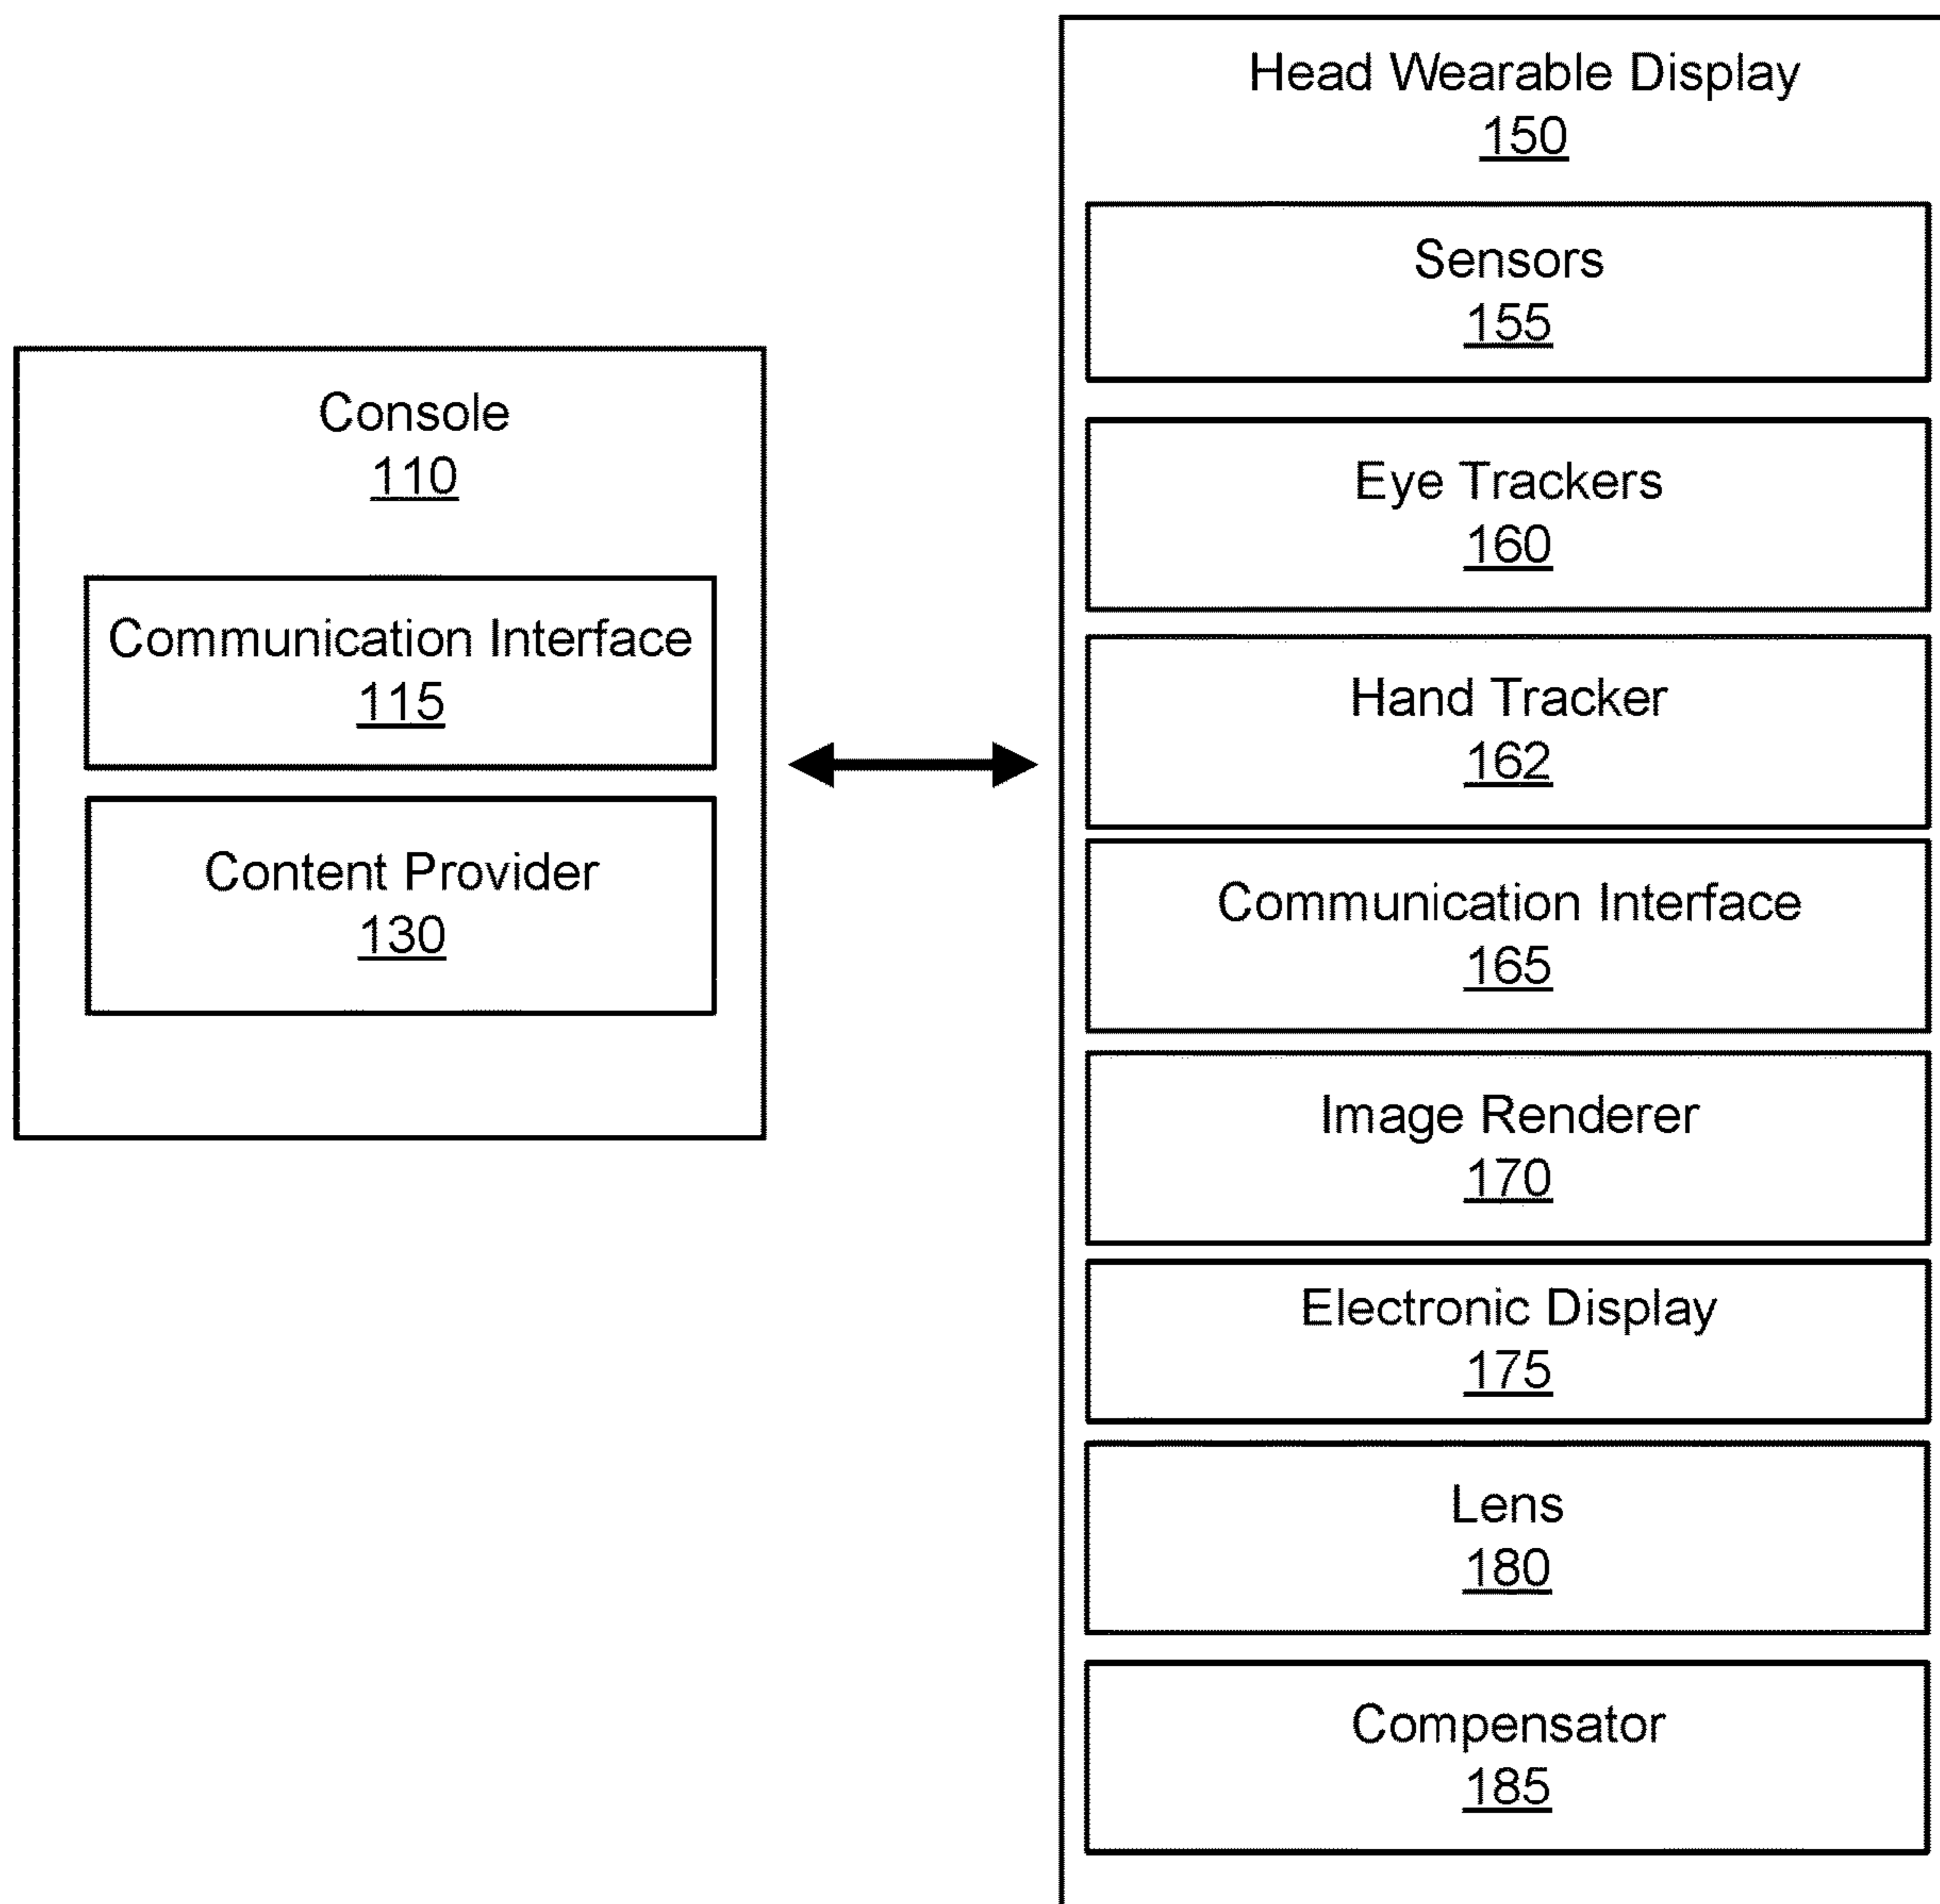 Console
110
Communication Interface
115
Content Provider
130
Head Wearable Display
150
Sensors
155
Eye Trackers
160
Hand Tracker
162
Communication Interface
165
Image Renderer
170
Electronic Display
175
Lens
180
Compensator
185